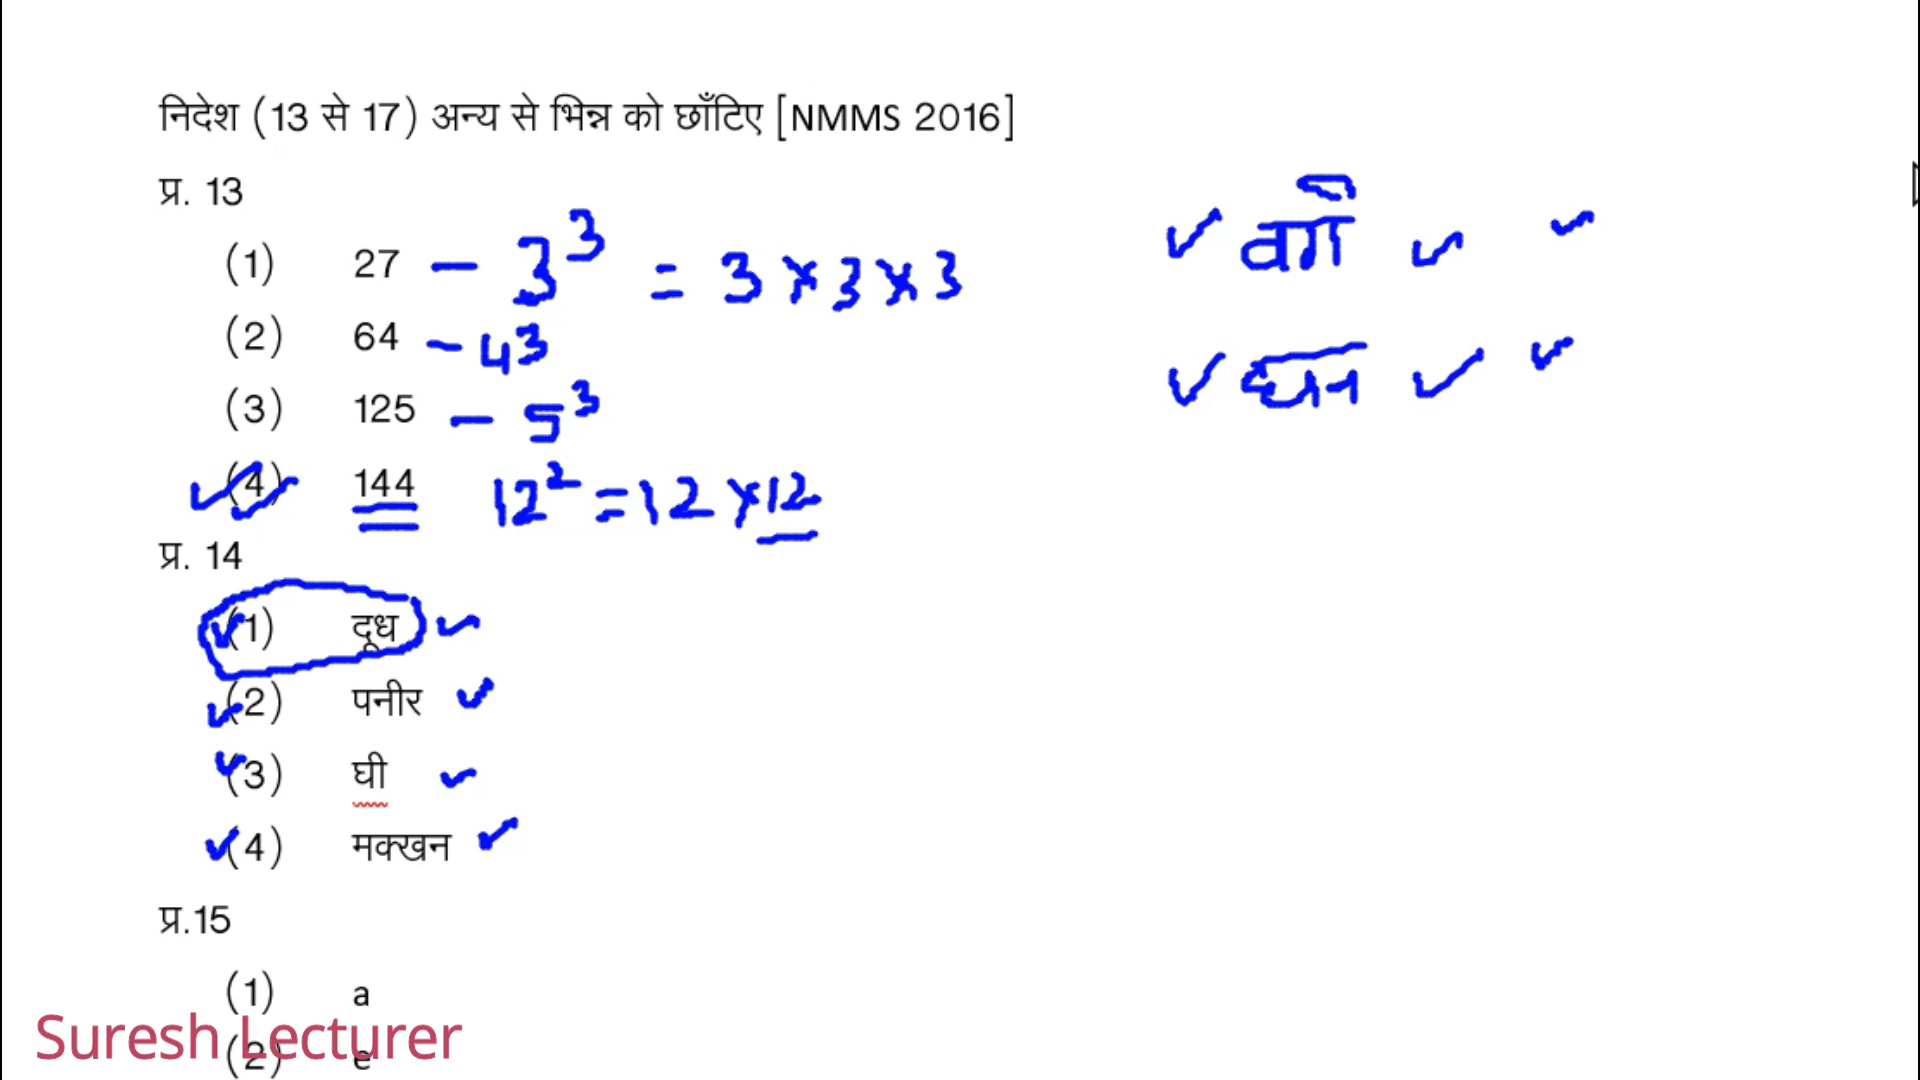 निदेश (13 से 17) अन्य से भिन्न को छाँटिए [NMMS 2016]
प्र. 13
(1) 27 – 3³ = 3 × 3 × 3
वर्ग
(2) 64 – 4³
घन
(3) 125 – 5³
(4) 144 12² = 12 × 12
प्र. 14
(1) दूध
(2) पनीर
(3) घी
(4) मक्खन
प्र.15
(1) a
(2) e
Suresh Lecturer